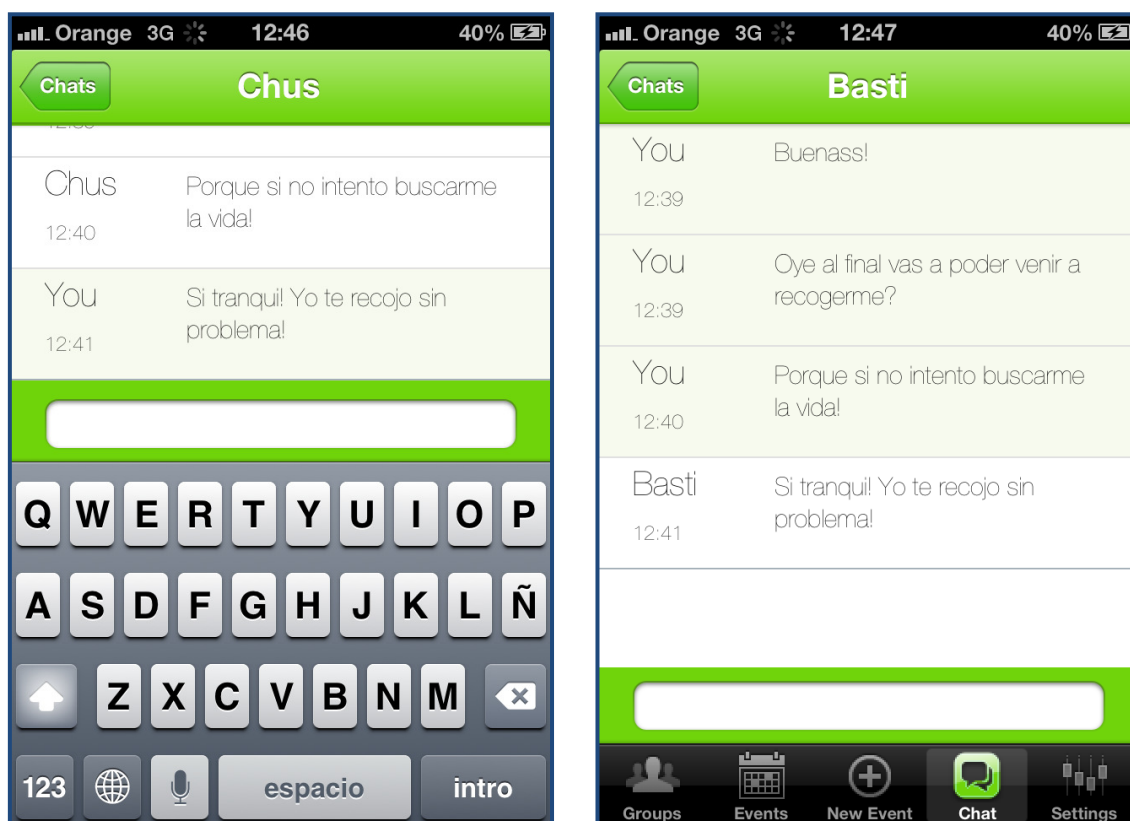 Orange 3G 12:46 40%
Chats Chus
Chus Porque si no intento buscarme
la vida!
12:40
You Si tranqui! Yo te recojo sin
problema!
12:41
Q W E R T Y U I O P
A S D F G H J K L Ñ
Z X C V B N M
123 espacio intro
Orange 3G 12:47 40%
Chats Basti
You Buenass!
12:39
You Oye al final vas a poder venir a
recogerme?
12:39
You Porque si no intento buscarme
la vida!
12:40
Basti Si tranqui! Yo te recojo sin
problema!
12:41
Groups Events New Event Chat Settings